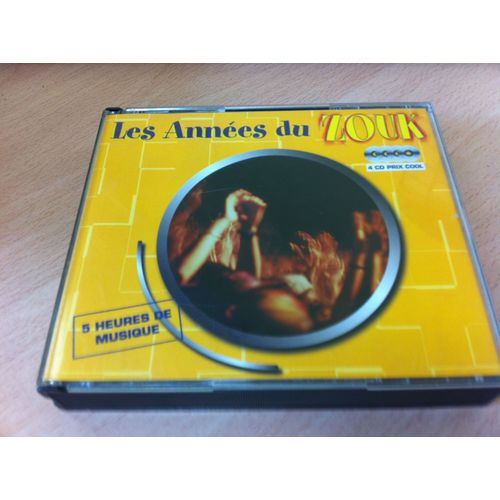 Les Années du ZOUK
4 CD PRIX COOL
5 HEURES DE
MUSIQUE